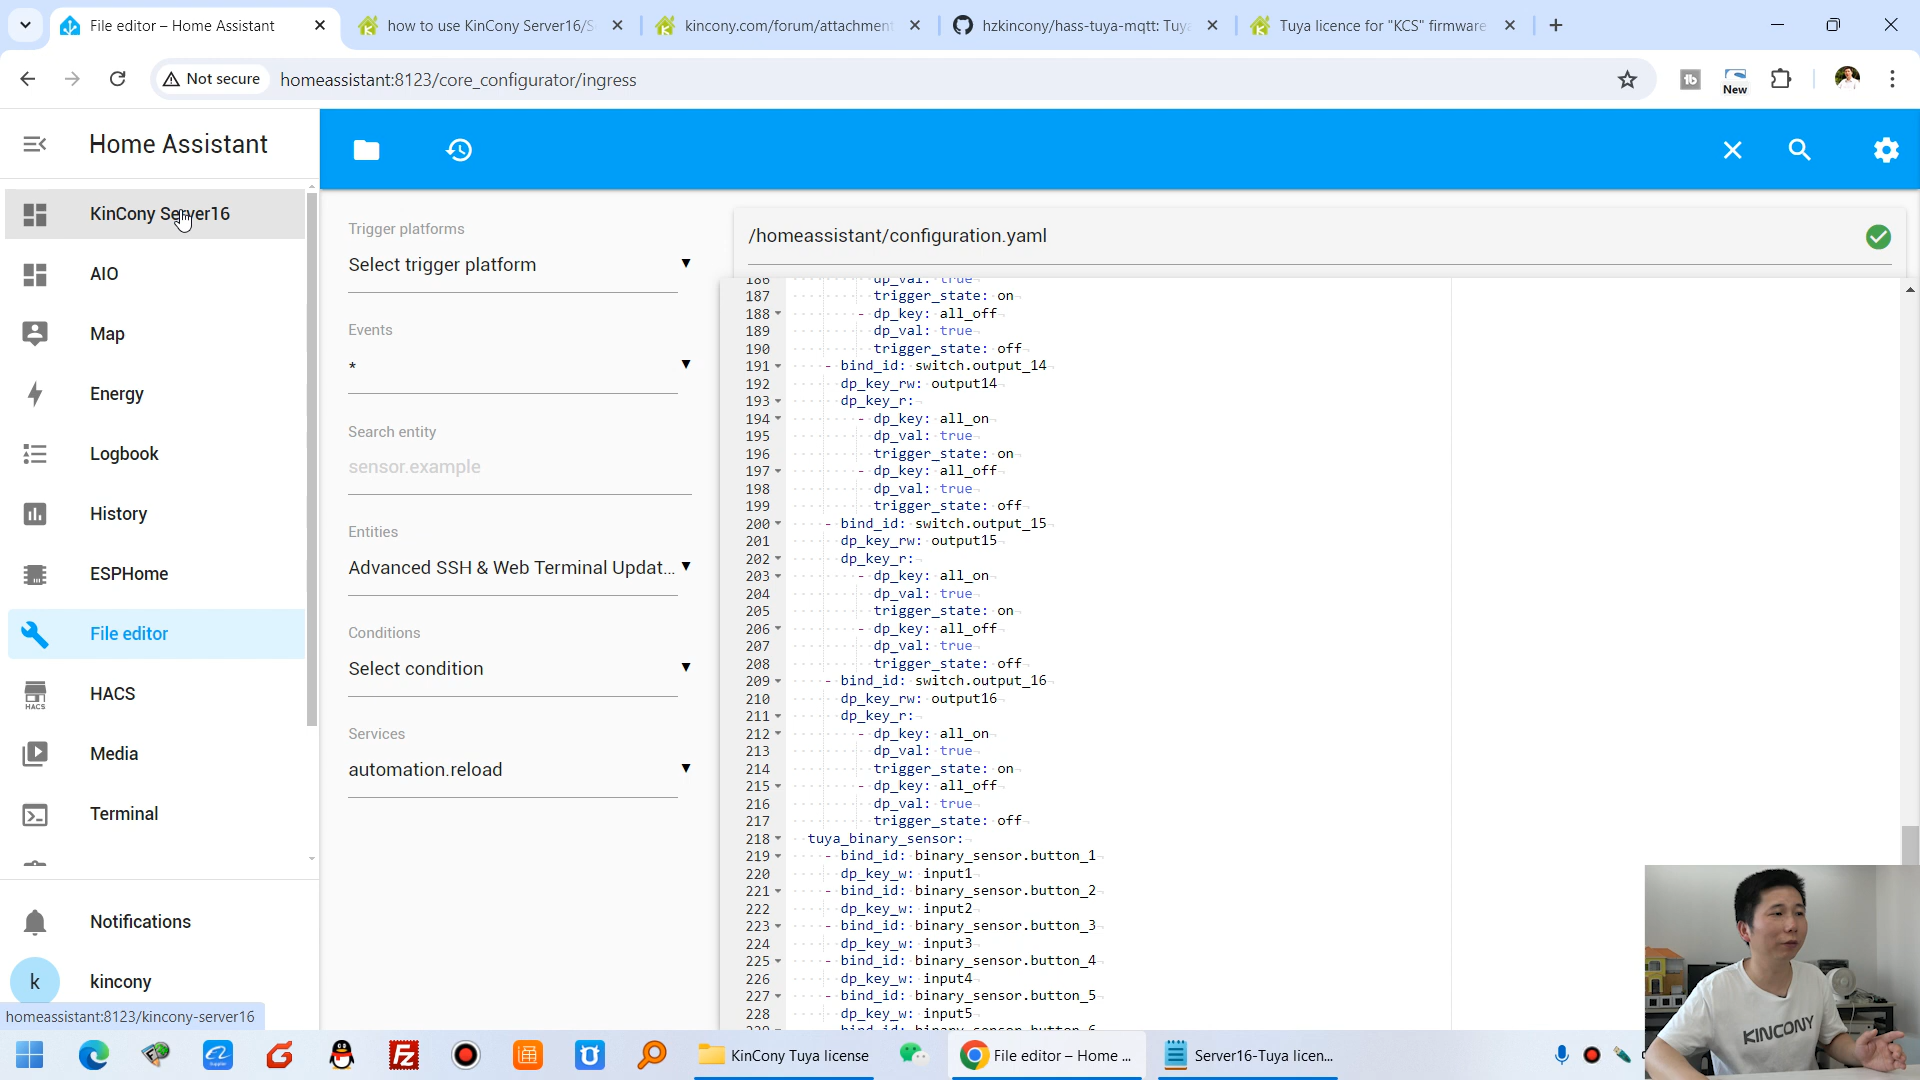 File editor – Home Assistant
how to use KinCony Server16/S
kincony.com/forum/attachment
hzkincony/hass-tuya-mqtt: Tuya
Tuya licence for "KCS" firmware
Not secure
homeassistant:8123/core_configurator/ingress
New
Home Assistant
KinCony Server16
AIO
Map
Energy
Logbook
History
ESPHome
File editor
HACS
HACS
Media
Terminal
Notifications
k
kincony
homeassistant:8123/kincony-server16
Trigger platforms
Select trigger platform
Events
*
Search entity
sensor.example
Entities
Advanced SSH & Web Terminal Updat...
Conditions
Select condition
Services
automation.reload
/homeassistant/configuration.yaml
186 dp_val: true
187 trigger_state: on
188 - dp_key: all_off
189 dp_val: true
190 trigger_state: off
191 - bind_id: switch.output_14
192 dp_key_rw: output14
193 dp_key_r:
194 - dp_key: all_on
195 dp_val: true
196 trigger_state: on
197 - dp_key: all_off
198 dp_val: true
199 trigger_state: off
200 - bind_id: switch.output_15
201 dp_key_rw: output15
202 dp_key_r:
203 - dp_key: all_on
204 dp_val: true
205 trigger_state: on
206 - dp_key: all_off
207 dp_val: true
208 trigger_state: off
209 - bind_id: switch.output_16
210 dp_key_rw: output16
211 dp_key_r:
212 - dp_key: all_on
213 dp_val: true
214 trigger_state: on
215 - dp_key: all_off
216 dp_val: true
217 trigger_state: off
218 tuya_binary_sensor:
219 - bind_id: binary_sensor.button_1
220 dp_key_w: input1
221 - bind_id: binary_sensor.button_2
222 dp_key_w: input2
223 - bind_id: binary_sensor.button_3
224 dp_key_w: input3
225 - bind_id: binary_sensor.button_4
226 dp_key_w: input4
227 - bind_id: binary_sensor.button_5
228 dp_key_w: input5
229 - bind_id: binary_sensor.button_6
KINCONY
KinCony Tuya license
File editor – Home ...
Server16-Tuya licen...